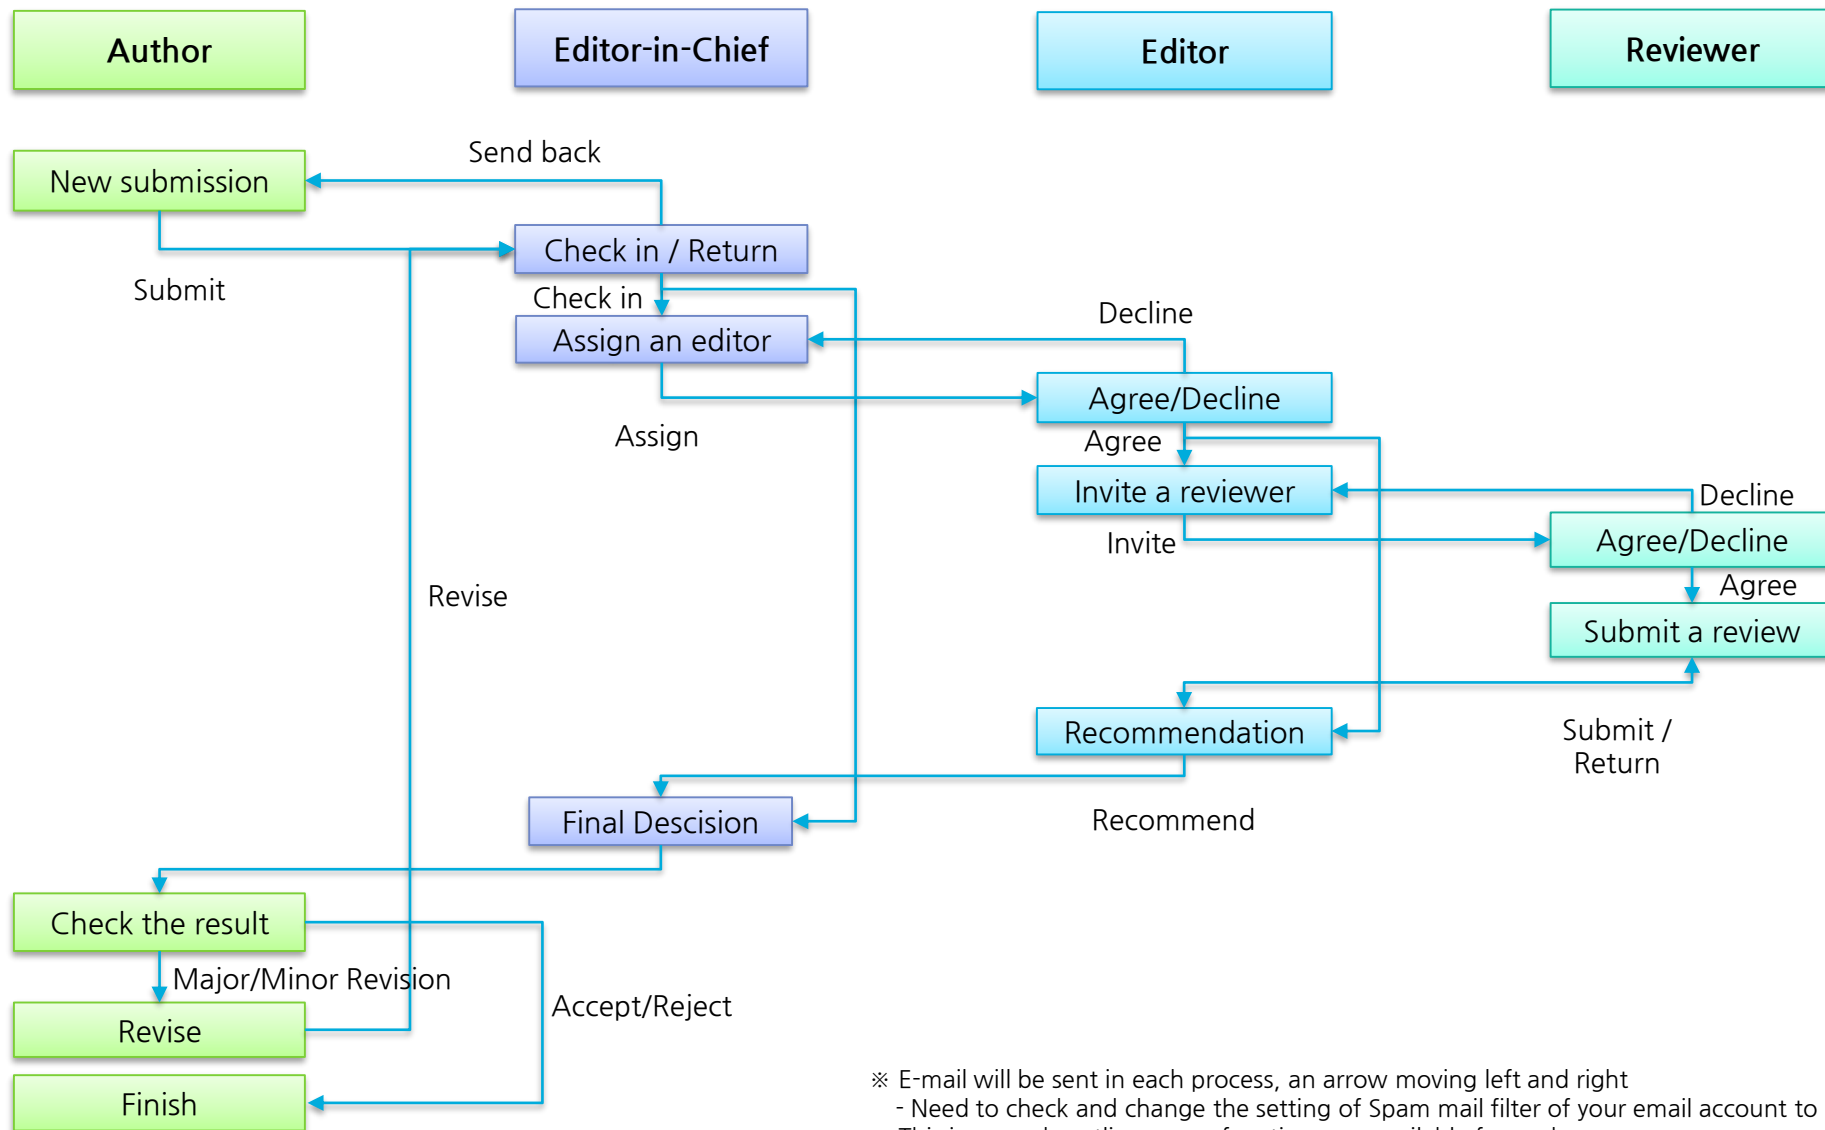 Author
Editor-in-Chief
Editor
Reviewer
Send back
New submission
Check in / Return
Submit
Check in
Decline
Assign an editor
Agree/Decline
Assign
Agree
Invite a reviewer
Decline
Invite
Agree/Decline
Revise
Agree
Submit a review
Recommendation
Submit /
Return
Final Descision
Recommend
Check the result
Major/Minor Revision
Accept/Reject
Revise
Finish
※ E-mail will be sent in each process, an arrow moving left and right
- Need to check and change the setting of Spam mail filter of your email account to